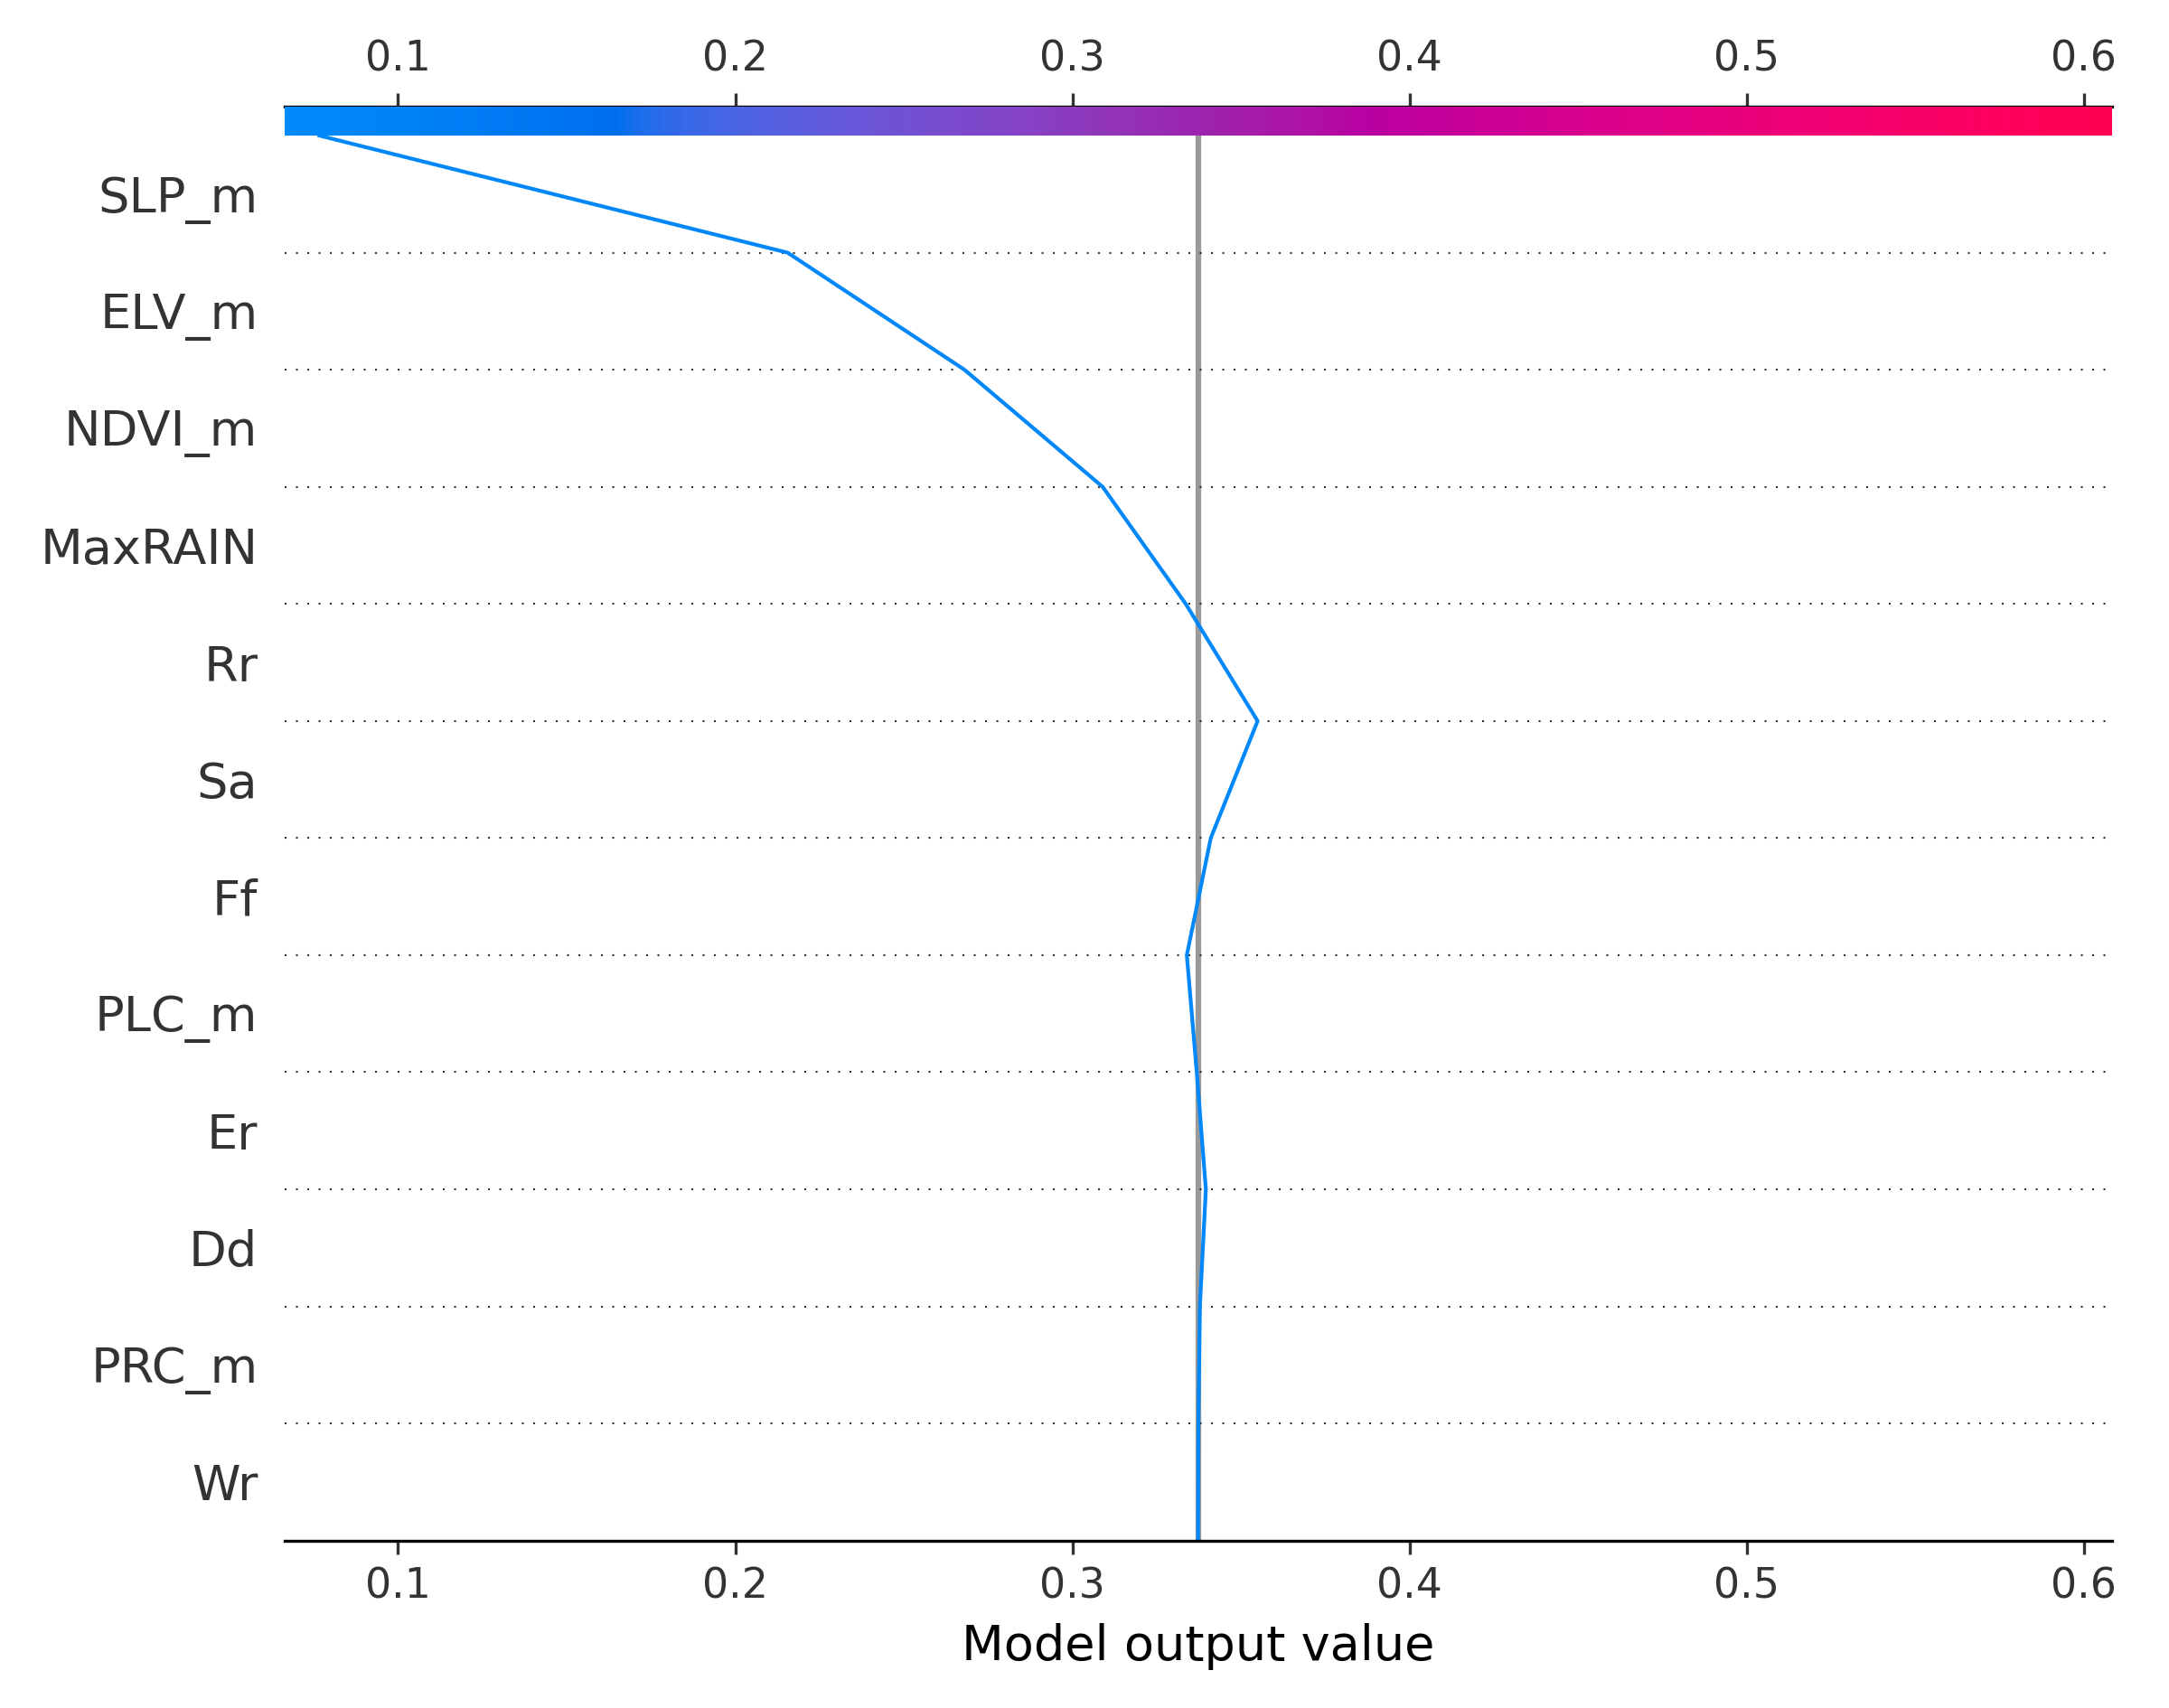 0.1 0.2 0.3 0.4 0.5 0.6
SLP_m
ELV_m
NDVI_m
MaxRAIN
Rr
Sa
Ff
PLC_m
Er
Dd
PRC_m
Wr
0.1 0.2 0.3 0.4 0.5 0.6
Model output value